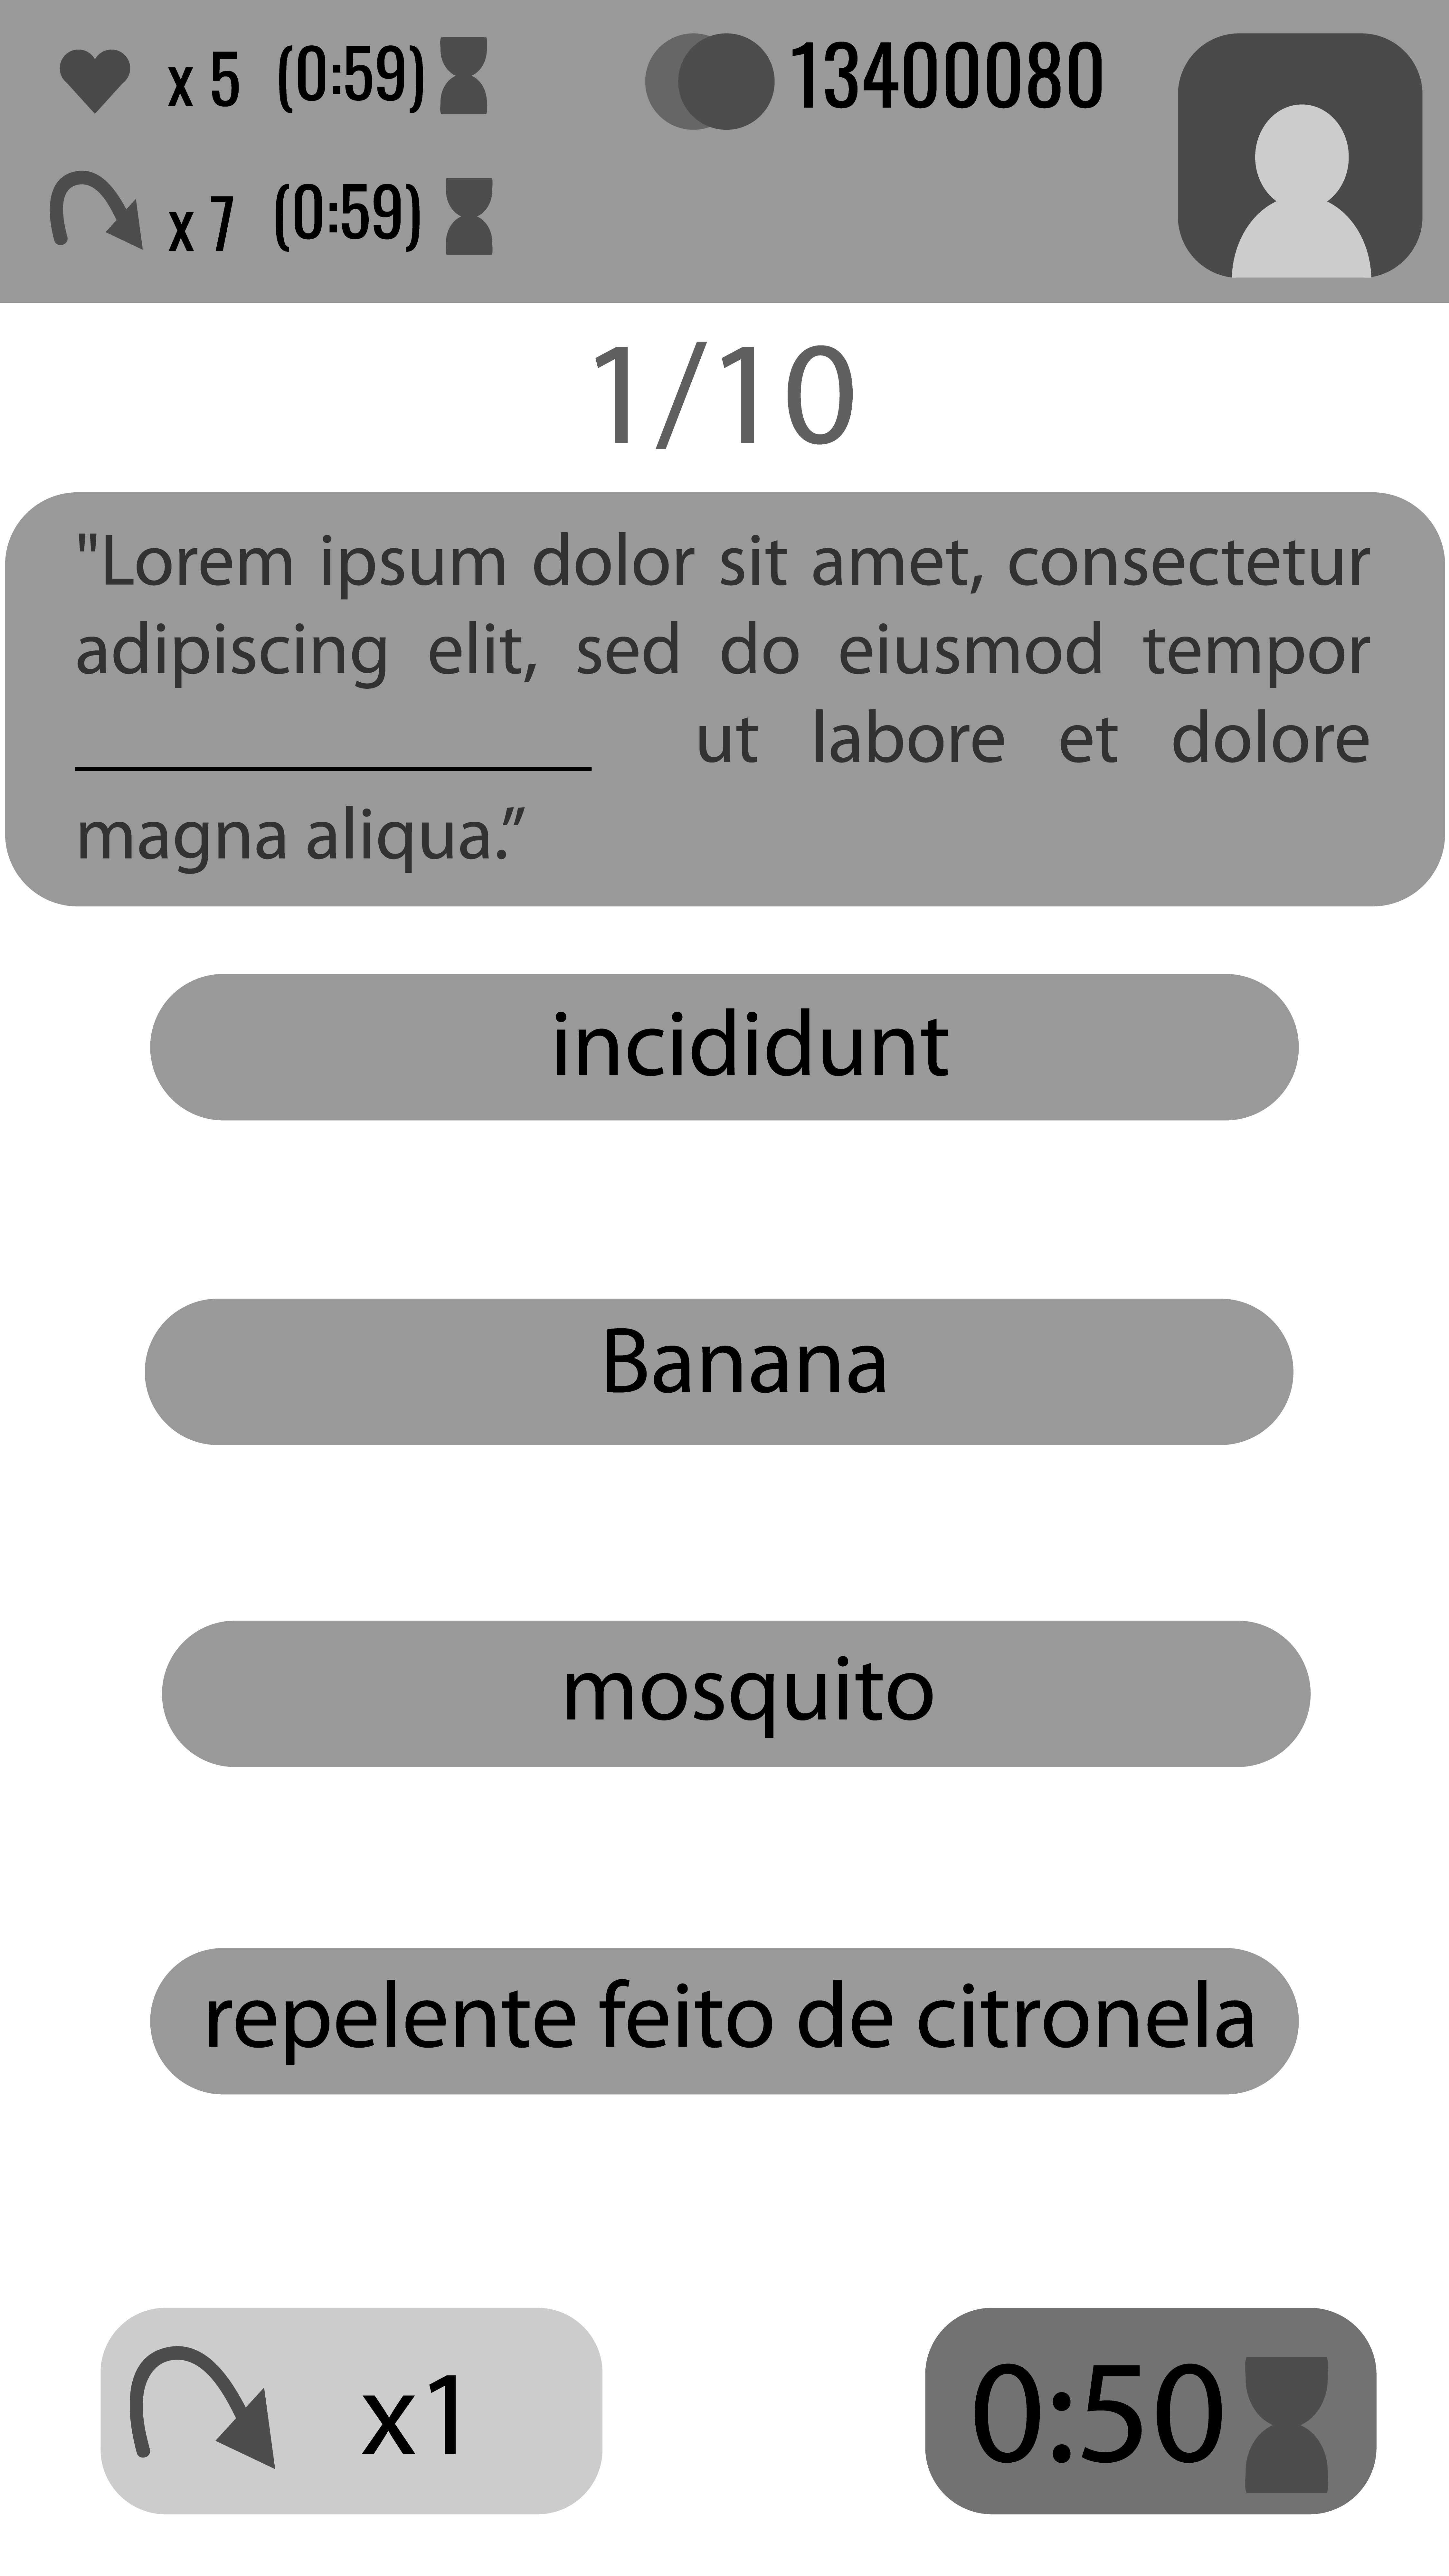 x 5 (0:59) 13400080
x 7 (0:59)
1/10
"Lorem ipsum dolor sit amet, consectetur
adipiscing elit, sed do eiusmod tempor
_______________ ut labore et dolore
magna aliqua.”
incididunt
Banana
mosquito
repelente feito de citronela
x1 0:50